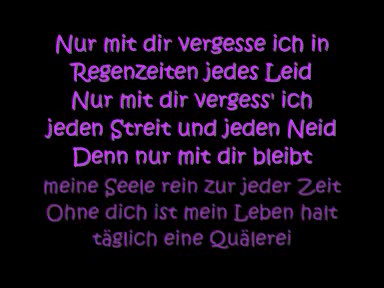 Nur mit dir vergesse ich in
Regenzeiten jedes Leid
Nur mit dir vergess' ich
jeden Streit und jeden Neid
Denn nur mit dir bleibt
meine Seele rein zur jeder Zeit
Ohne dich ist mein Leben halt
täglich eine Quälerei